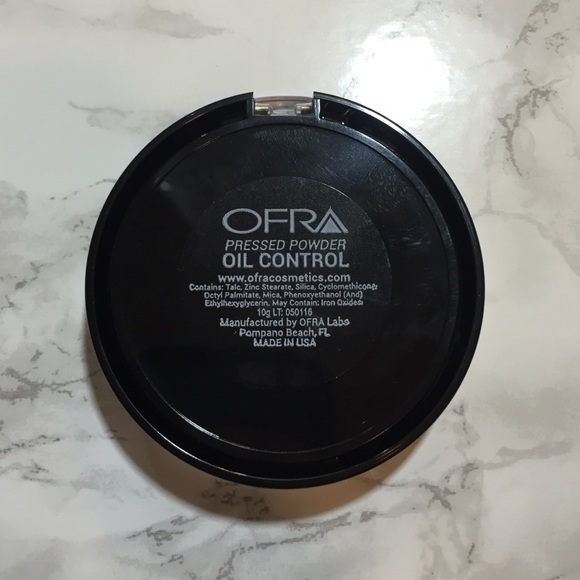 OFRA
PRESSED POWDER
OIL CONTROL
www.ofracosmetics.com
Contains: Talc, Zinc Stearate, Silica, Cyclomethicone,
Octyl Palmitate, Mica, Phenoxyethanol (And)
Ethylhexyglycerin, May Contain: Iron Oxides
10g LT: 050116
Manufactured by OFRA Labs
Pompano Beach, FL
MADE IN USA